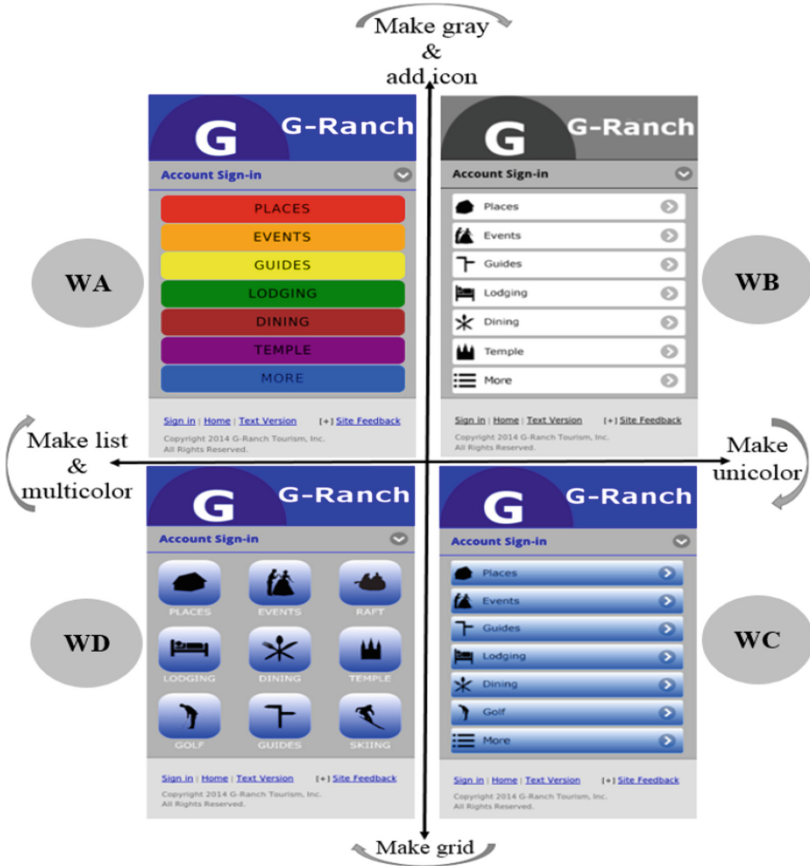 Make gray
&
add icon
G G-Ranch
Account Sign-in
PLACES
EVENTS
GUIDES
LODGING
DINING
TEMPLE
MORE
Sign in | Home | Text Version [+] Site Feedback
Copyright 2014 G-Ranch Tourism, Inc.
All Rights Reserved.
WA
G G-Ranch
Account Sign-in
Places
Events
Guides
Lodging
Dining
Temple
More
Sign in | Home | Text Version [+] Site Feedback
Copyright 2014 G-Ranch Tourism, Inc.
All Rights Reserved.
WB
Make list
&
multicolor
Make
unicolor
G G-Ranch
Account Sign-in
PLACES EVENTS RAFT
LODGING DINING TEMPLE
GOLF GUIDES SKIING
Sign in | Home | Text Version [+] Site Feedback
Copyright 2014 G-Ranch Tourism, Inc.
All Rights Reserved.
WD
G G-Ranch
Account Sign-in
Places
Events
Guides
Lodging
Dining
Golf
More
Sign in | Home | Text Version [+] Site Feedback
Copyright 2014 G-Ranch Tourism, Inc.
All Rights Reserved.
WC
Make grid